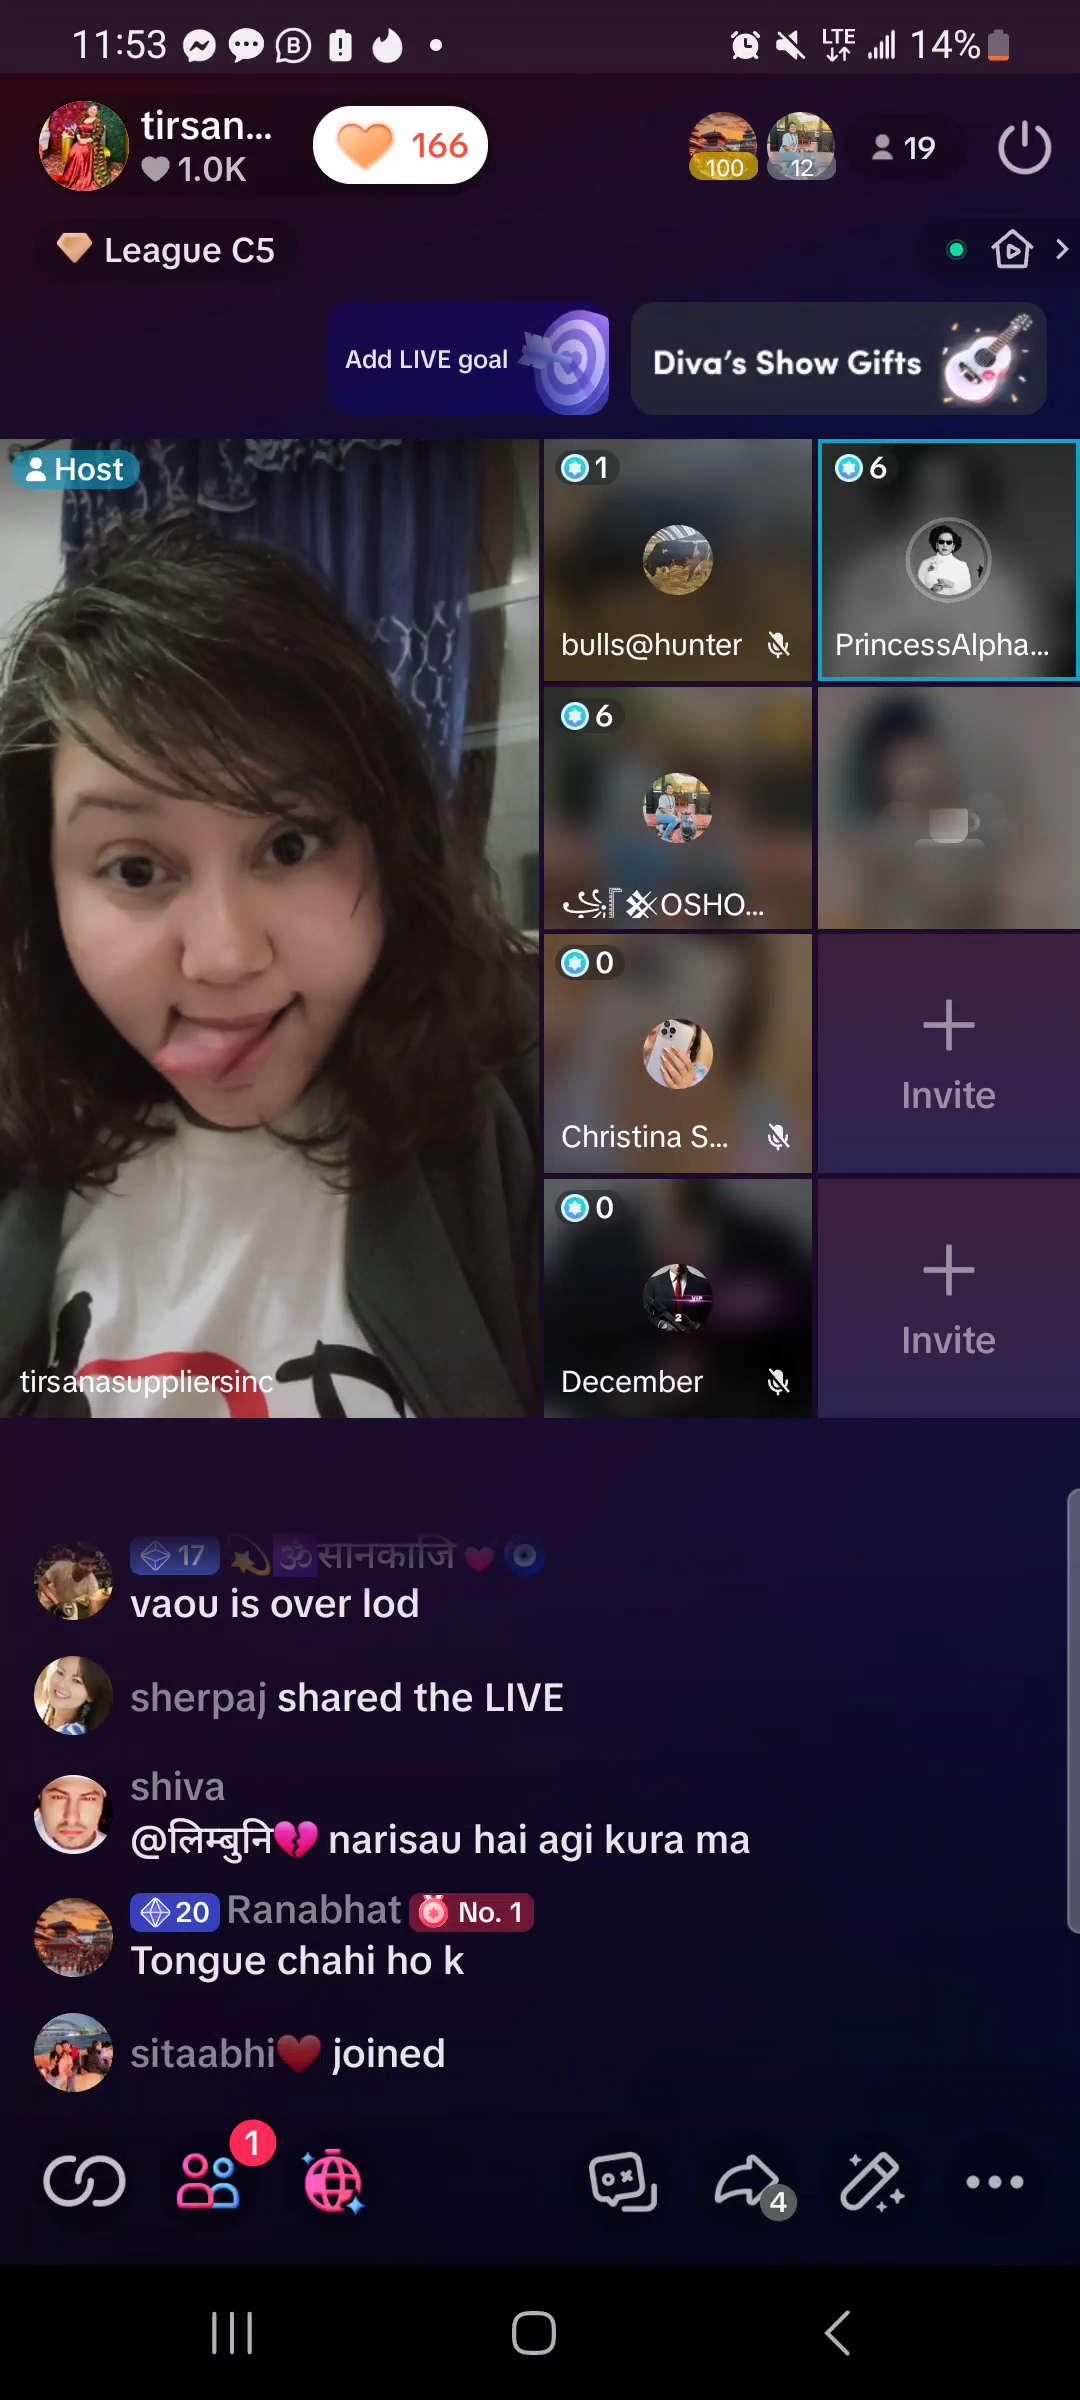 11:53
LTE
14%
tirsan...
1.0K
166
100
12
19
League C5
Add LIVE goal
Diva's Show Gifts
Host
1
6
bulls@hunter
PrincessAlpha...
6
OSHO...
0
Christina S...
Invite
0
VIP
2
December
Invite
tirsanasuppliersinc
17 💫🕉सानकाजि💗🧿
vaou is over lod
sherpaj shared the LIVE
shiva
@लिम्बुनि💔 narisau hai agi kura ma
20 Ranabhat No. 1
Tongue chahi ho k
sitaabhi❤️ joined
1
4